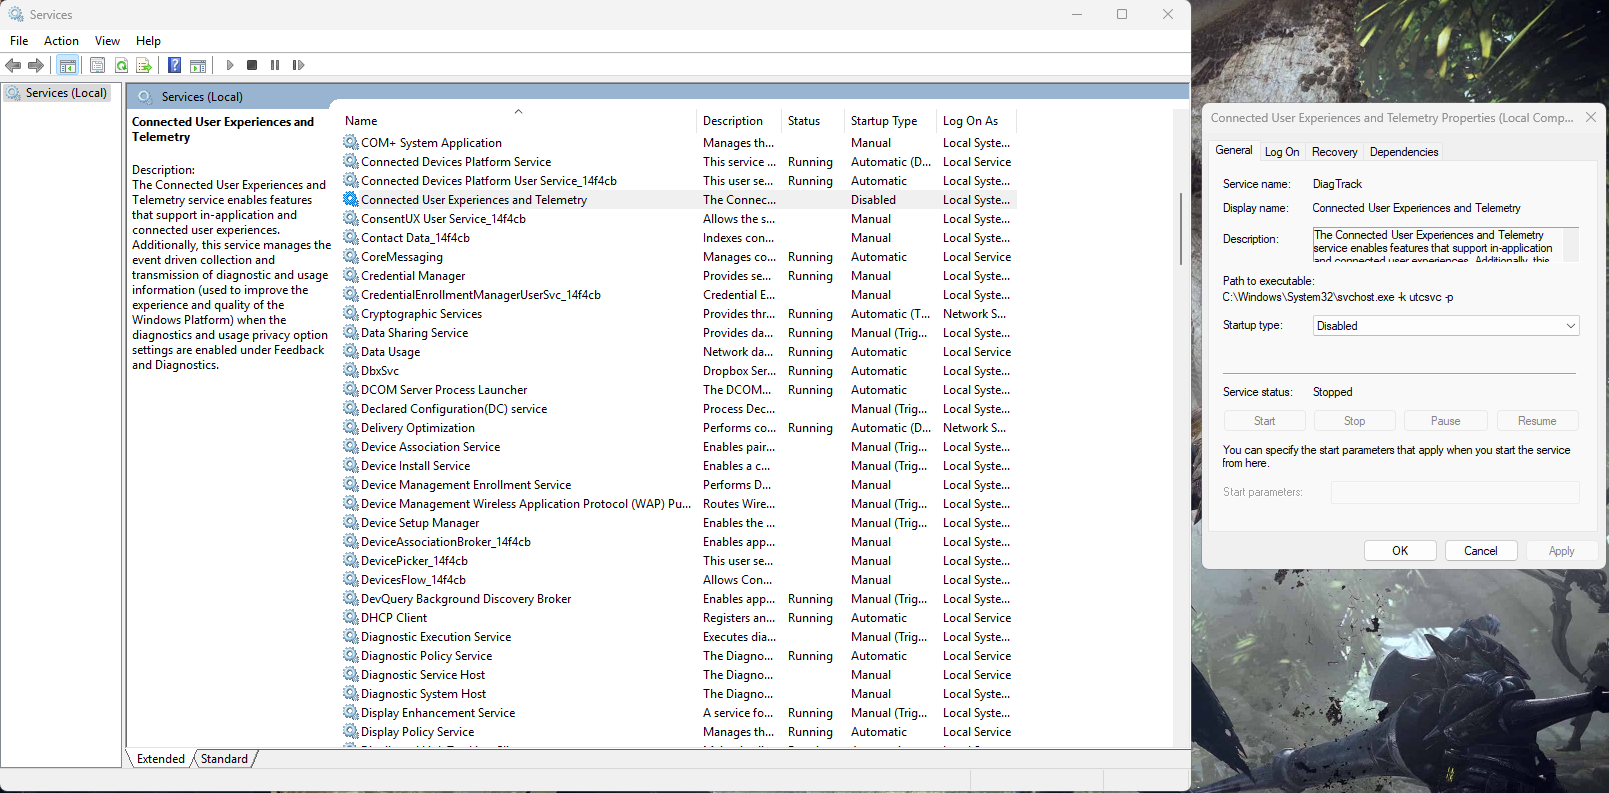 Services
File Action View Help
Services (Local)
Services (Local)
Connected User Experiences and
Telemetry
Description:
The Connected User Experiences and
Telemetry service enables features
that support in-application and
connected user experiences.
Additionally, this service manages the
event driven collection and
transmission of diagnostic and usage
information (used to improve the
experience and quality of the
Windows Platform) when the
diagnostics and usage privacy option
settings are enabled under Feedback
and Diagnostics.
Name Description Status Startup Type Log On As
COM+ System Application Manages th... Manual Local Syste...
Connected Devices Platform Service This service ... Running Automatic (D... Local Service
Connected Devices Platform User Service_14f4cb This user se... Running Automatic Local Syste...
Connected User Experiences and Telemetry The Connec... Disabled Local Syste...
ConsentUX User Service_14f4cb Allows the s... Manual Local Syste...
Contact Data_14f4cb Indexes con... Manual Local Syste...
CoreMessaging Manages co... Running Automatic Local Service
Credential Manager Provides se... Running Manual Local Syste...
CredentialEnrollmentManagerUserSvc_14f4cb Credential E... Manual Local Syste...
Cryptographic Services Provides thr... Running Automatic (T... Network S...
Data Sharing Service Provides da... Running Manual (Trig... Local Syste...
Data Usage Network da... Running Automatic Local Service
DbxSvc Dropbox Ser... Running Automatic Local Syste...
DCOM Server Process Launcher The DCOM... Running Automatic Local Syste...
Declared Configuration(DC) service Process Dec... Manual (Trig... Local Syste...
Delivery Optimization Performs co... Running Automatic (D... Network S...
Device Association Service Enables pair... Manual (Trig... Local Syste...
Device Install Service Enables a c... Manual (Trig... Local Syste...
Device Management Enrollment Service Performs D... Manual Local Syste...
Device Management Wireless Application Protocol (WAP) Pu... Routes Wire... Manual (Trig... Local Syste...
Device Setup Manager Enables the ... Manual (Trig... Local Syste...
DeviceAssociationBroker_14f4cb Enables app... Manual Local Syste...
DevicePicker_14f4cb This user se... Manual Local Syste...
DevicesFlow_14f4cb Allows Con... Manual Local Syste...
DevQuery Background Discovery Broker Enables app... Running Manual (Trig... Local Syste...
DHCP Client Registers an... Running Automatic Local Service
Diagnostic Execution Service Executes dia... Manual (Trig... Local Syste...
Diagnostic Policy Service The Diagno... Running Automatic Local Service
Diagnostic Service Host The Diagno... Manual Local Service
Diagnostic System Host The Diagno... Manual Local Syste...
Display Enhancement Service A service fo... Running Manual (Trig... Local Syste...
Display Policy Service Manages th... Running Automatic Local Service
Extended Standard
Connected User Experiences and Telemetry Properties (Local Comp...
General Log On Recovery Dependencies
Service name: DiagTrack
Display name: Connected User Experiences and Telemetry
Description: The Connected User Experiences and Telemetry
service enables features that support in-application
and connected user experiences. Additionally, this
Path to executable:
C:\Windows\System32\svchost.exe -k utcsvc -p
Startup type: Disabled
Service status: Stopped
Start Stop Pause Resume
You can specify the start parameters that apply when you start the service
from here.
Start parameters:
OK Cancel Apply